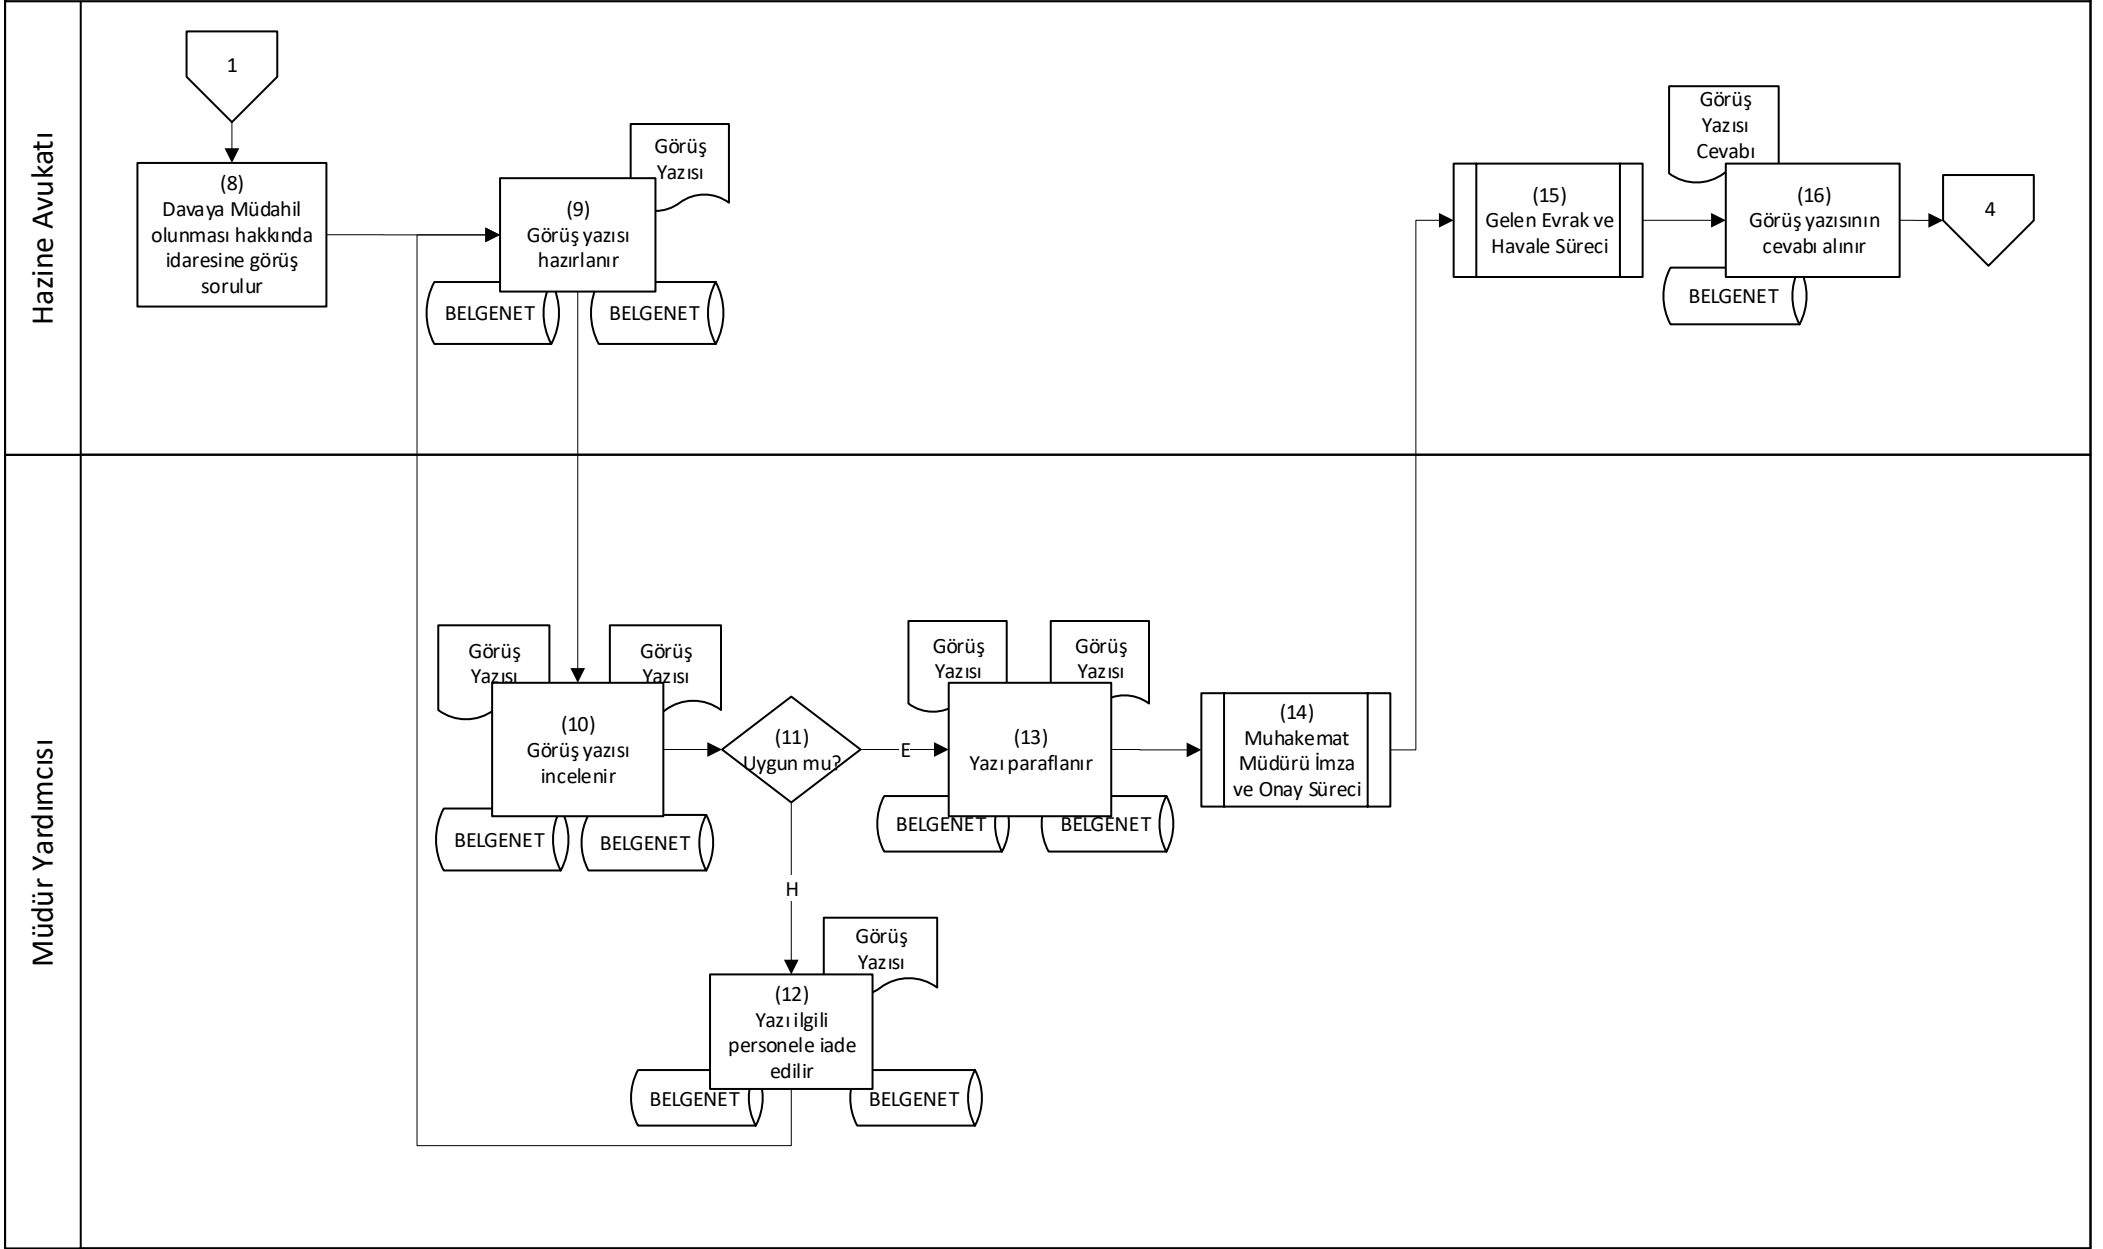 Hazine Avukatı
1
(8)
Davaya Müdahil
olunması hakkında
idaresine görüş
sorulur
Görüş
Yazısı
(9)
Görüş yazısı
hazırlanır
BELGENET
BELGENET
(15)
Gelen Evrak ve
Havale Süreci
Görüş
Yazısı
Cevabı
(16)
Görüş yazısının
cevabı alınır
BELGENET
4
Müdür Yardımcısı
Görüş
Yazısı
Görüş
Yazısı
(10)
Görüş yazısı
incelenir
BELGENET
BELGENET
(11)
Uygun mu?
E
H
Görüş
Yazısı
Görüş
Yazısı
(13)
Yazı paraflanır
BELGENET
BELGENET
(14)
Muhakemat
Müdürü İmza
ve Onay Süreci
Görüş
Yazısı
(12)
Yazı ilgili
personele iade
edilir
BELGENET
BELGENET